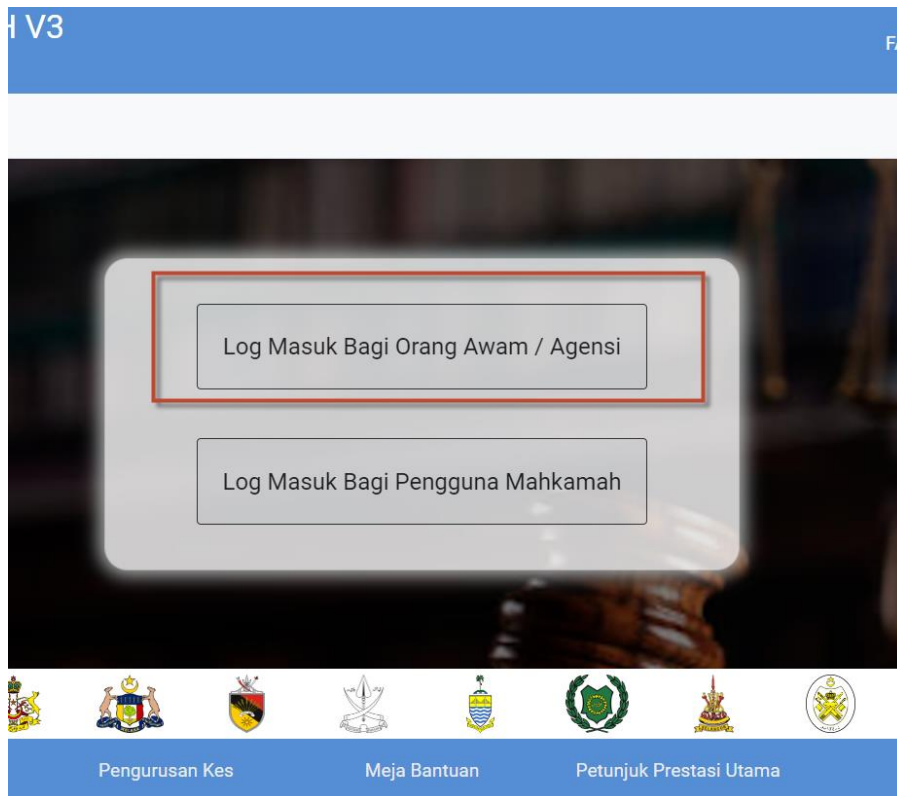 V3
Log Masuk Bagi Orang Awam / Agensi
Log Masuk Bagi Pengguna Mahkamah
Pengurusan Kes Meja Bantuan Petunjuk Prestasi Utama